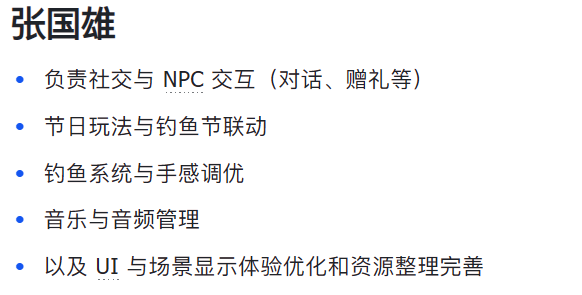 张国雄
负责社交与 NPC 交互（对话、赠礼等）
节日玩法与钓鱼节联动
钓鱼系统与手感调优
音乐与音频管理
以及 UI 与场景显示体验优化和资源整理完善